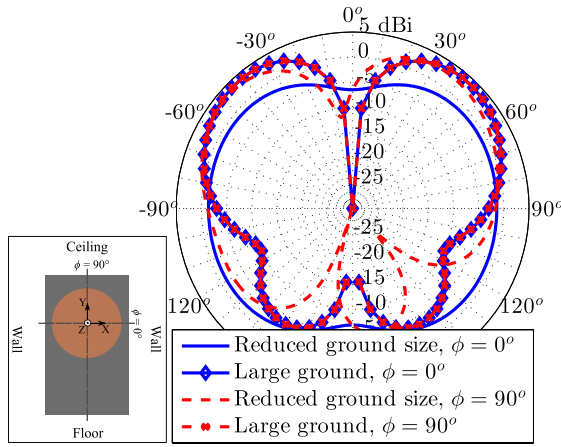 0°
5 dBi
-30°
30°
0
-5
-60°
-10
60°
15
-20
25
-90°
90°
-25
-20
15
120°
-10
Ceiling
ϕ = 90°
Y
Z
X
ϕ = 0°
Wall
Wall
Floor
Reduced ground size, ϕ = 0°
Large ground, ϕ = 0°
Reduced ground size, ϕ = 90°
Large ground, ϕ = 90°